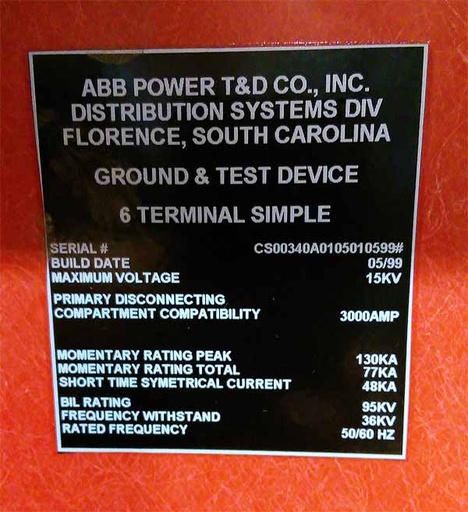 ABB POWER T&D CO., INC.
DISTRIBUTION SYSTEMS DIV
FLORENCE, SOUTH CAROLINA
GROUND & TEST DEVICE
6 TERMINAL SIMPLE
SERIAL # CS00340A0105010599#
BUILD DATE 05/99
MAXIMUM VOLTAGE 15KV
PRIMARY DISCONNECTING
COMPARTMENT COMPATIBILITY 3000AMP
MOMENTARY RATING PEAK 130KA
MOMENTARY RATING TOTAL 77KA
SHORT TIME SYMETRICAL CURRENT 48KA
BIL RATING 95KV
FREQUENCY WITHSTAND 36KV
RATED FREQUENCY 50/60 HZ